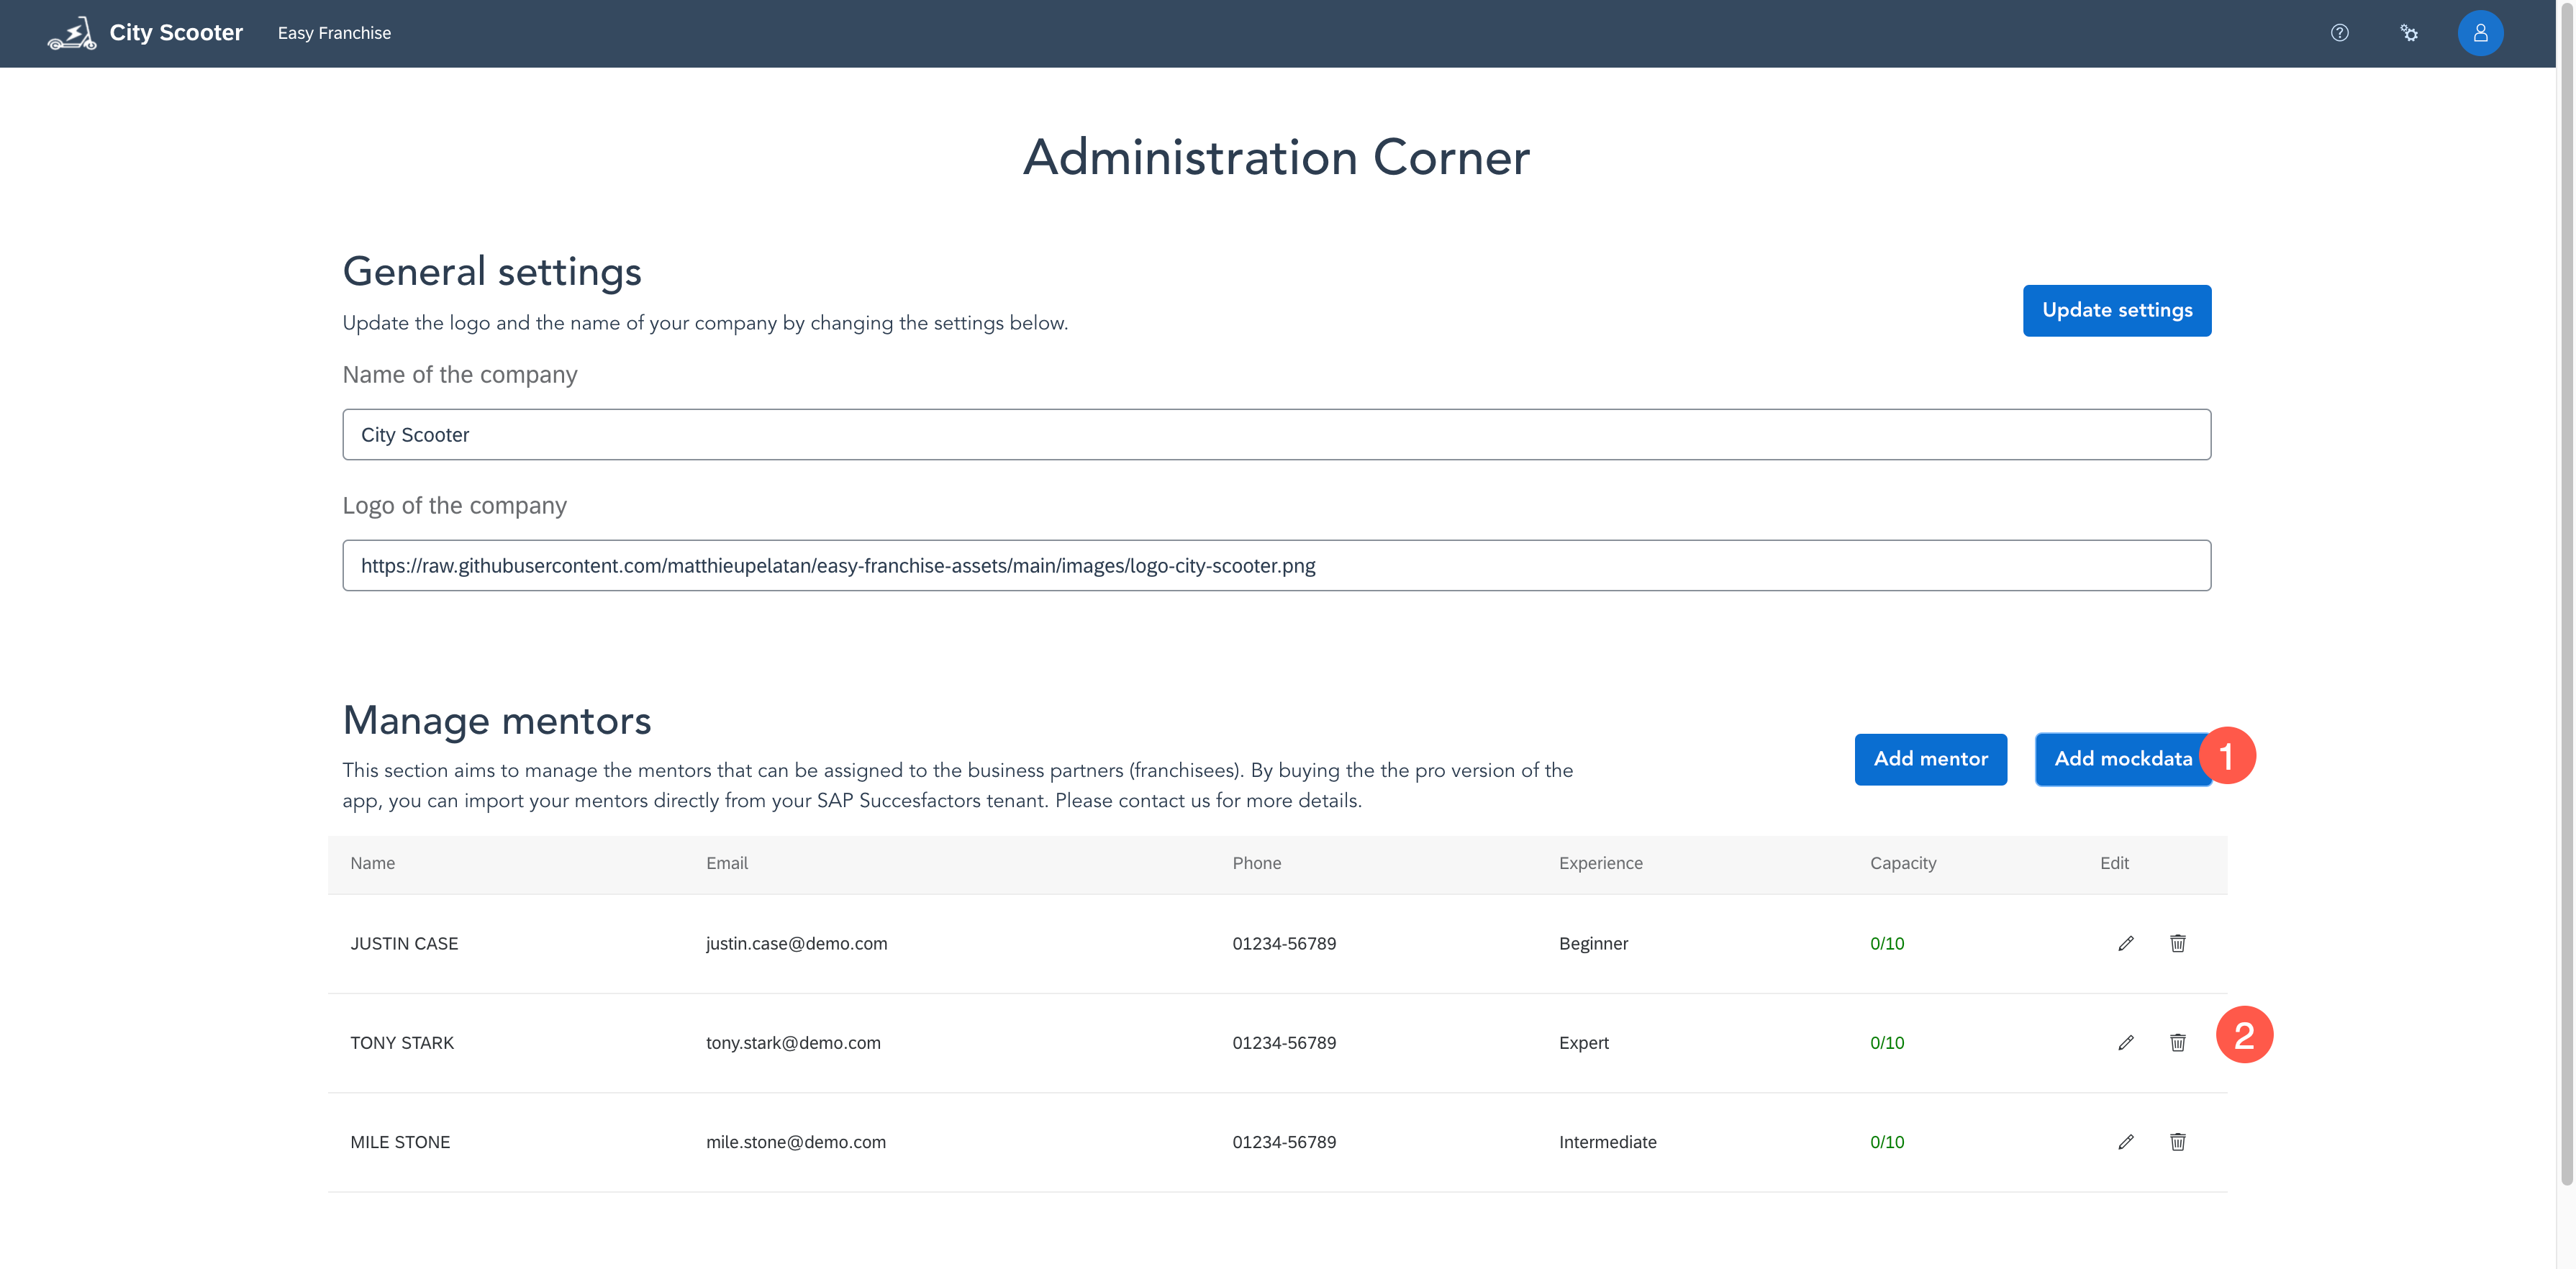 City Scooter Easy Franchise
Administration Corner
General settings
Update settings
Update the logo and the name of your company by changing the settings below.
Name of the company
City Scooter
Logo of the company
https://raw.githubusercontent.com/matthieupelatan/easy-franchise-assets/main/images/logo-city-scooter.png
Manage mentors
Add mentor Add mockdata 1
This section aims to manage the mentors that can be assigned to the business partners (franchisees). By buying the the pro version of the
app, you can import your mentors directly from your SAP Succesfactors tenant. Please contact us for more details.
Name Email Phone Experience Capacity Edit
JUSTIN CASE justin.case@demo.com 01234-56789 Beginner 0/10
TONY STARK tony.stark@demo.com 01234-56789 Expert 0/10 2
MILE STONE mile.stone@demo.com 01234-56789 Intermediate 0/10